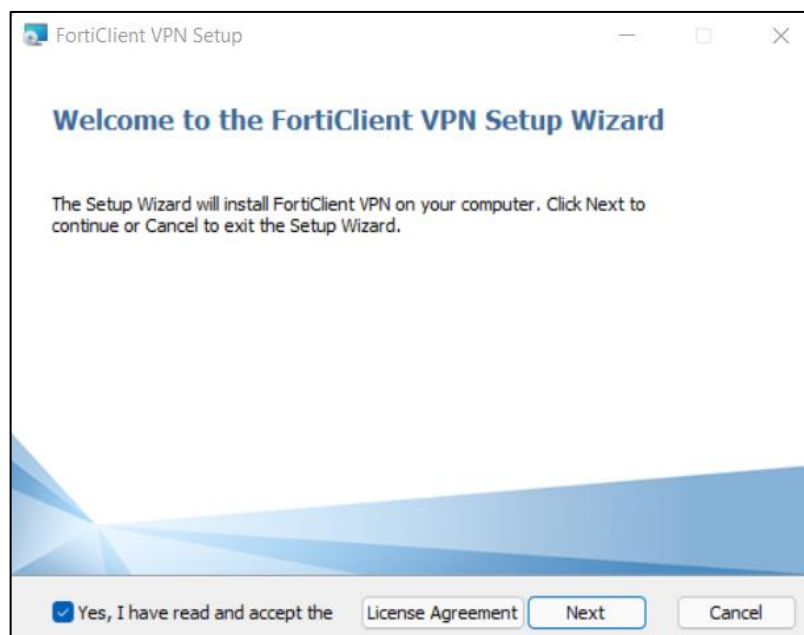 FortiClient VPN Setup
Welcome to the FortiClient VPN Setup Wizard
The Setup Wizard will install FortiClient VPN on your computer. Click Next to
continue or Cancel to exit the Setup Wizard.
Yes, I have read and accept the License Agreement Next Cancel